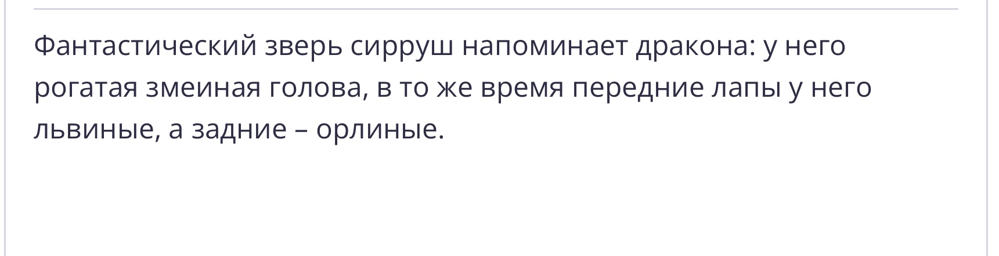 Фантастический зверь сирруш напоминает дракона: у него
рогатая змеиная голова, в то же время передние лапы у него
львиные, а задние – орлиные.